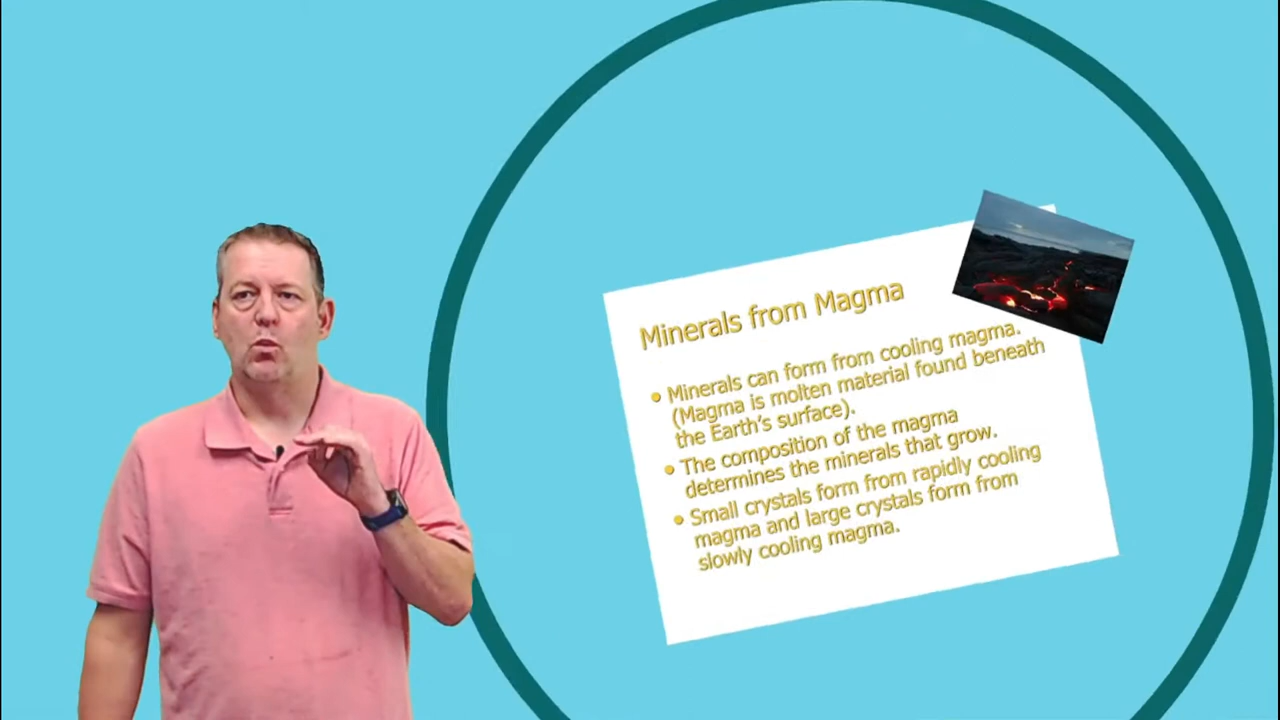 Minerals from Magma
• Minerals can form from cooling magma.
(Magma is molten material found beneath
the Earth's surface).
• The composition of the magma
determines the minerals that grow.
• Small crystals form from rapidly cooling
magma and large crystals form from
slowly cooling magma.